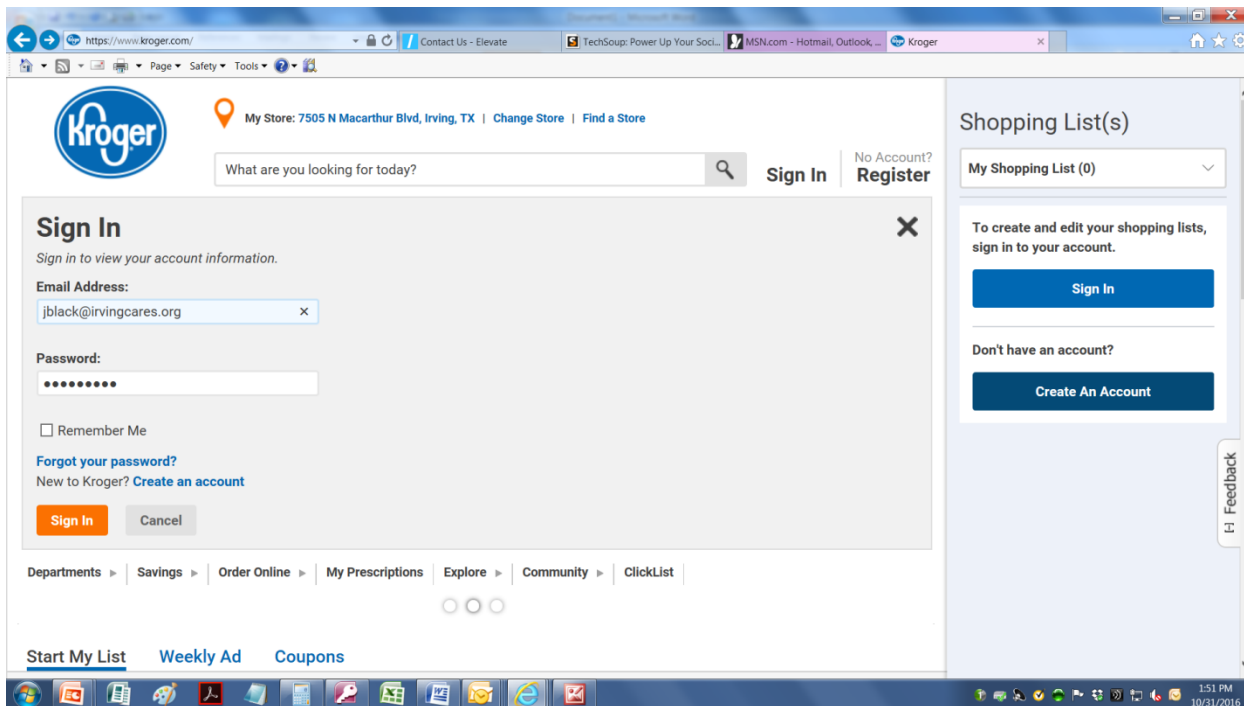 Document1 - Microsoft Word
https://www.kroger.com/
Contact Us - Elevate
TechSoup: Power Up Your Soci...
MSN.com - Hotmail, Outlook, ...
Kroger
Page Safety Tools
Kroger
My Store: 7505 N Macarthur Blvd, Irving, TX | Change Store | Find a Store
What are you looking for today?
Sign In
No Account?
Register
Sign In
Sign in to view your account information.
Email Address:
jblack@irvingcares.org
Password:
Remember Me
Forgot your password?
New to Kroger? Create an account
Sign In Cancel
Departments Savings Order Online My Prescriptions Explore Community ClickList
Start My List Weekly Ad Coupons
Shopping List(s)
My Shopping List (0)
To create and edit your shopping lists,
sign in to your account.
Sign In
Don't have an account?
Create An Account
[-] Feedback
1:51 PM
10/31/2016